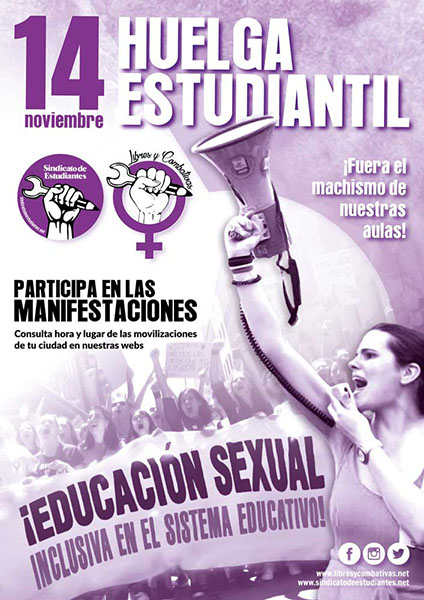 14
noviembre
HUELGA
ESTUDIANTIL
Sindicato de
Estudiantes
Libres y Combativas
¡Fuera el
machismo de
nuestras
aulas!
PARTICIPA EN LAS
MANIFESTACIONES
Consulta hora y lugar de las movilizaciones
de tu ciudad en nuestras webs
¡EDUCACIÓN SEXUAL
INCLUSIVA EN EL SISTEMA EDUCATIVO!
www.libresycombativas.net
www.sindicatodeestudiantes.net